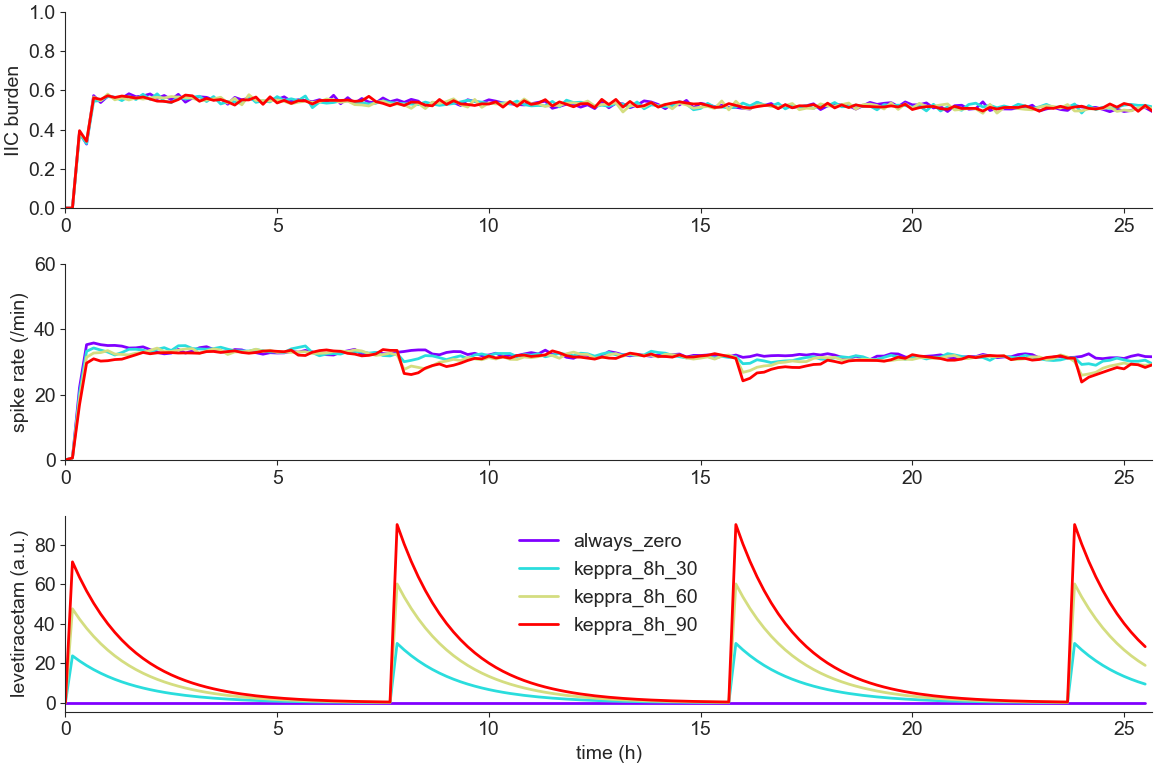 IIC burden
1.0
0.8
0.6
0.4
0.2
0.0
0 5 10 15 20 25
spike rate (/min)
60
40
20
0
0 5 10 15 20 25
levetiracetam (a.u.)
80
60
40
20
0
always_zero
keppra_8h_30
keppra_8h_60
keppra_8h_90
0 5 10 15 20 25
time (h)